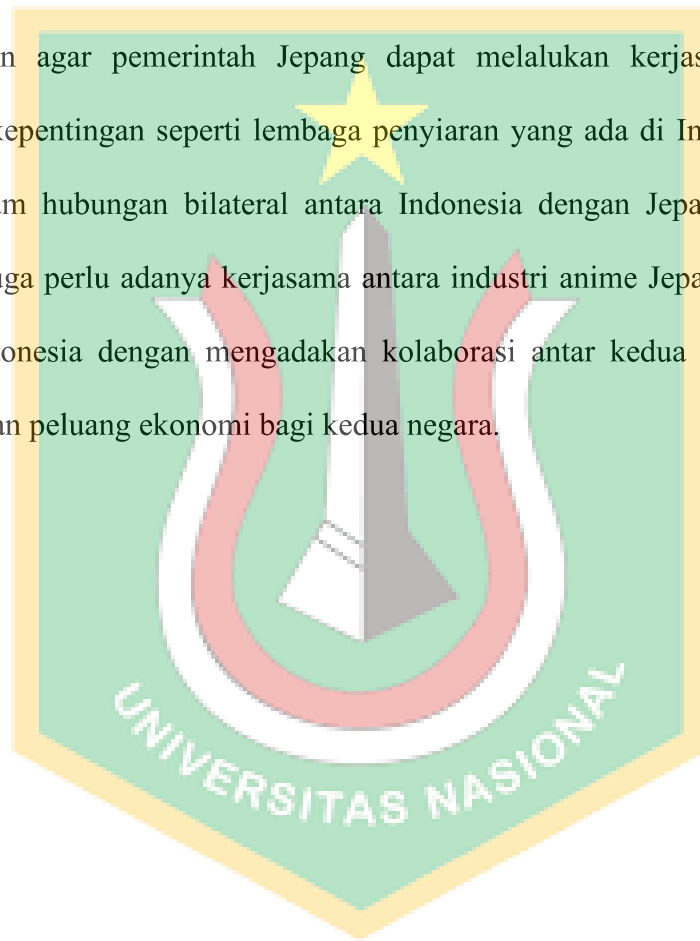 n agar pemerintah Jepang dapat melalukan kerjas
kepentingan seperti lembaga penyiaran yang ada di In
m hubungan bilateral antara Indonesia dengan Jepa
ga perlu adanya kerjasama antara industri anime Jepa
onesia dengan mengadakan kolaborasi antar kedua
an peluang ekonomi bagi kedua negara.
UNIVERSITAS NASIONAL